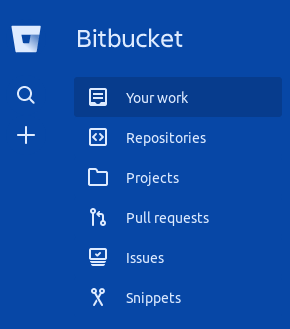 Bitbucket
Your work
Repositories
Projects
Pull requests
Issues
Snippets